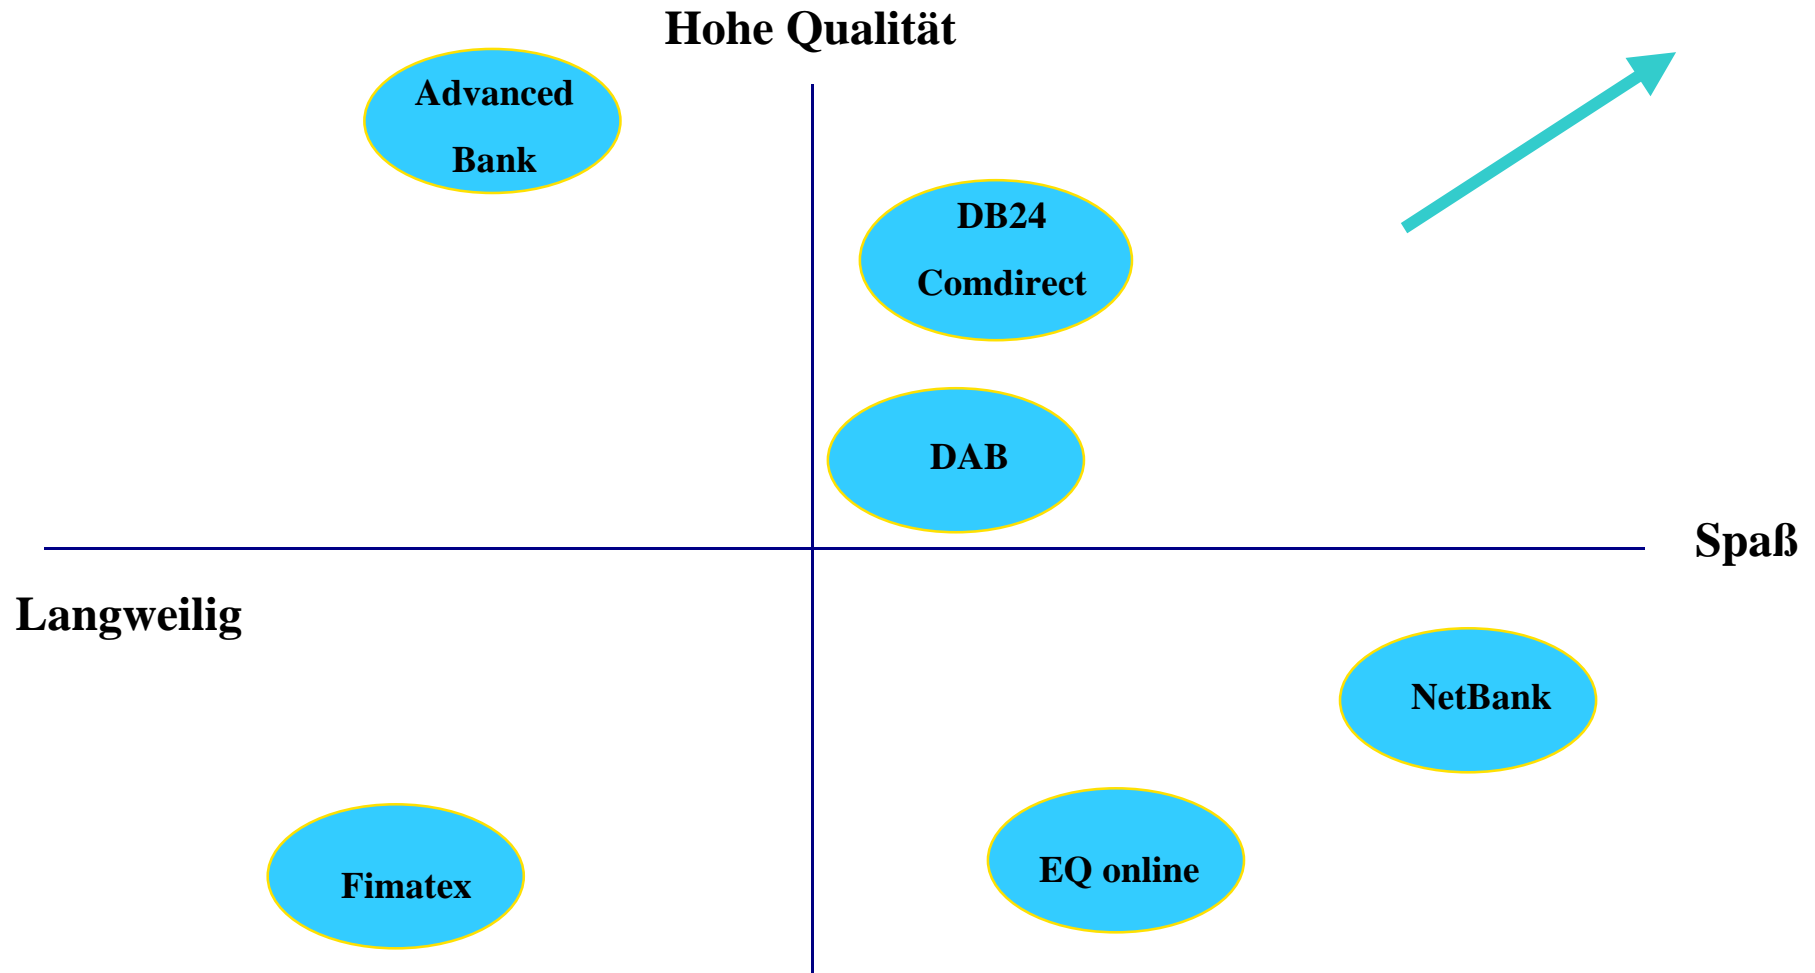 Hohe Qualität
Advanced
Bank
DB24
Comdirect
DAB
Spaß
Langweilig
NetBank
EQ online
Fimatex